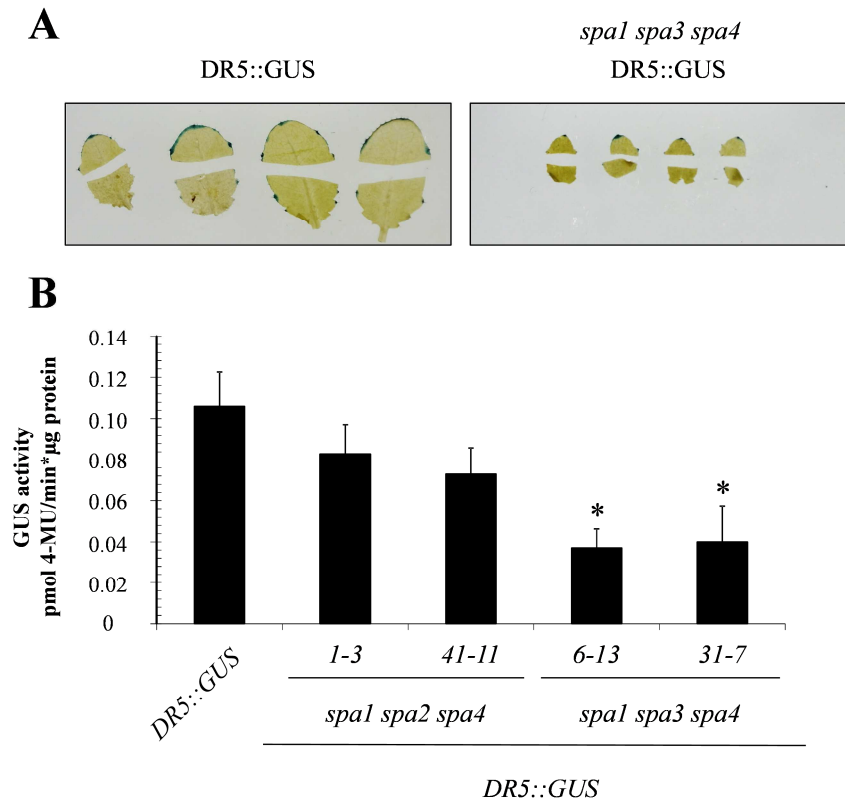 A
spa1 spa3 spa4
DR5::GUS
DR5::GUS
B
GUS activity
pmol 4-MU/min*µg protein
0.14
0.12
0.10
0.08
0.06
0.04
0.02
0
*
*
DR5::GUS
1-3
41-11
6-13
31-7
spa1 spa2 spa4
spa1 spa3 spa4
DR5::GUS